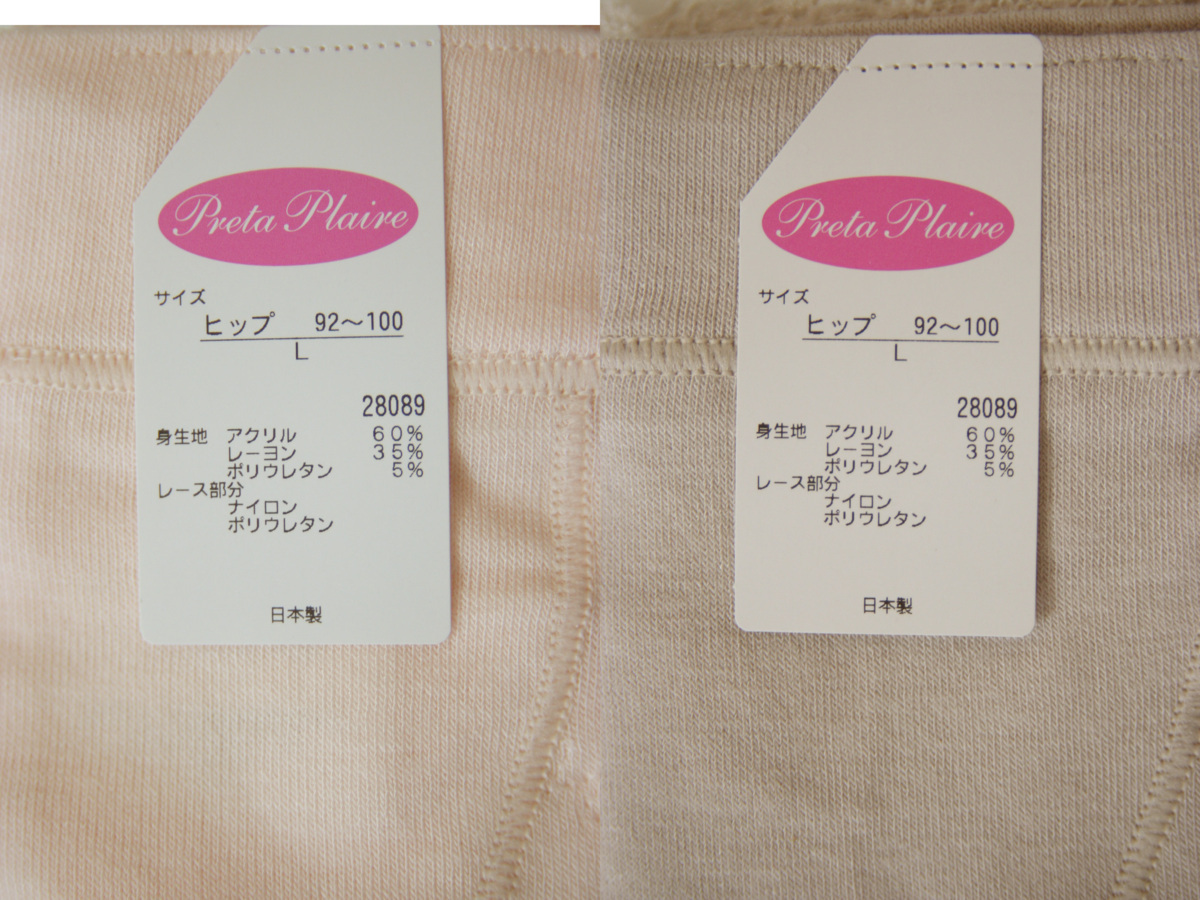 Preta Plaire
サイズ
ヒップ 92～100
L
28089
身生地 アクリル 60%
レーヨン 35%
ポリウレタン 5%
レース部分
ナイロン
ポリウレタン
日本製
Preta Plaire
サイズ
ヒップ 92～100
L
28089
身生地 アクリル 60%
レーヨン 35%
ポリウレタン 5%
レース部分
ナイロン
ポリウレタン
日本製